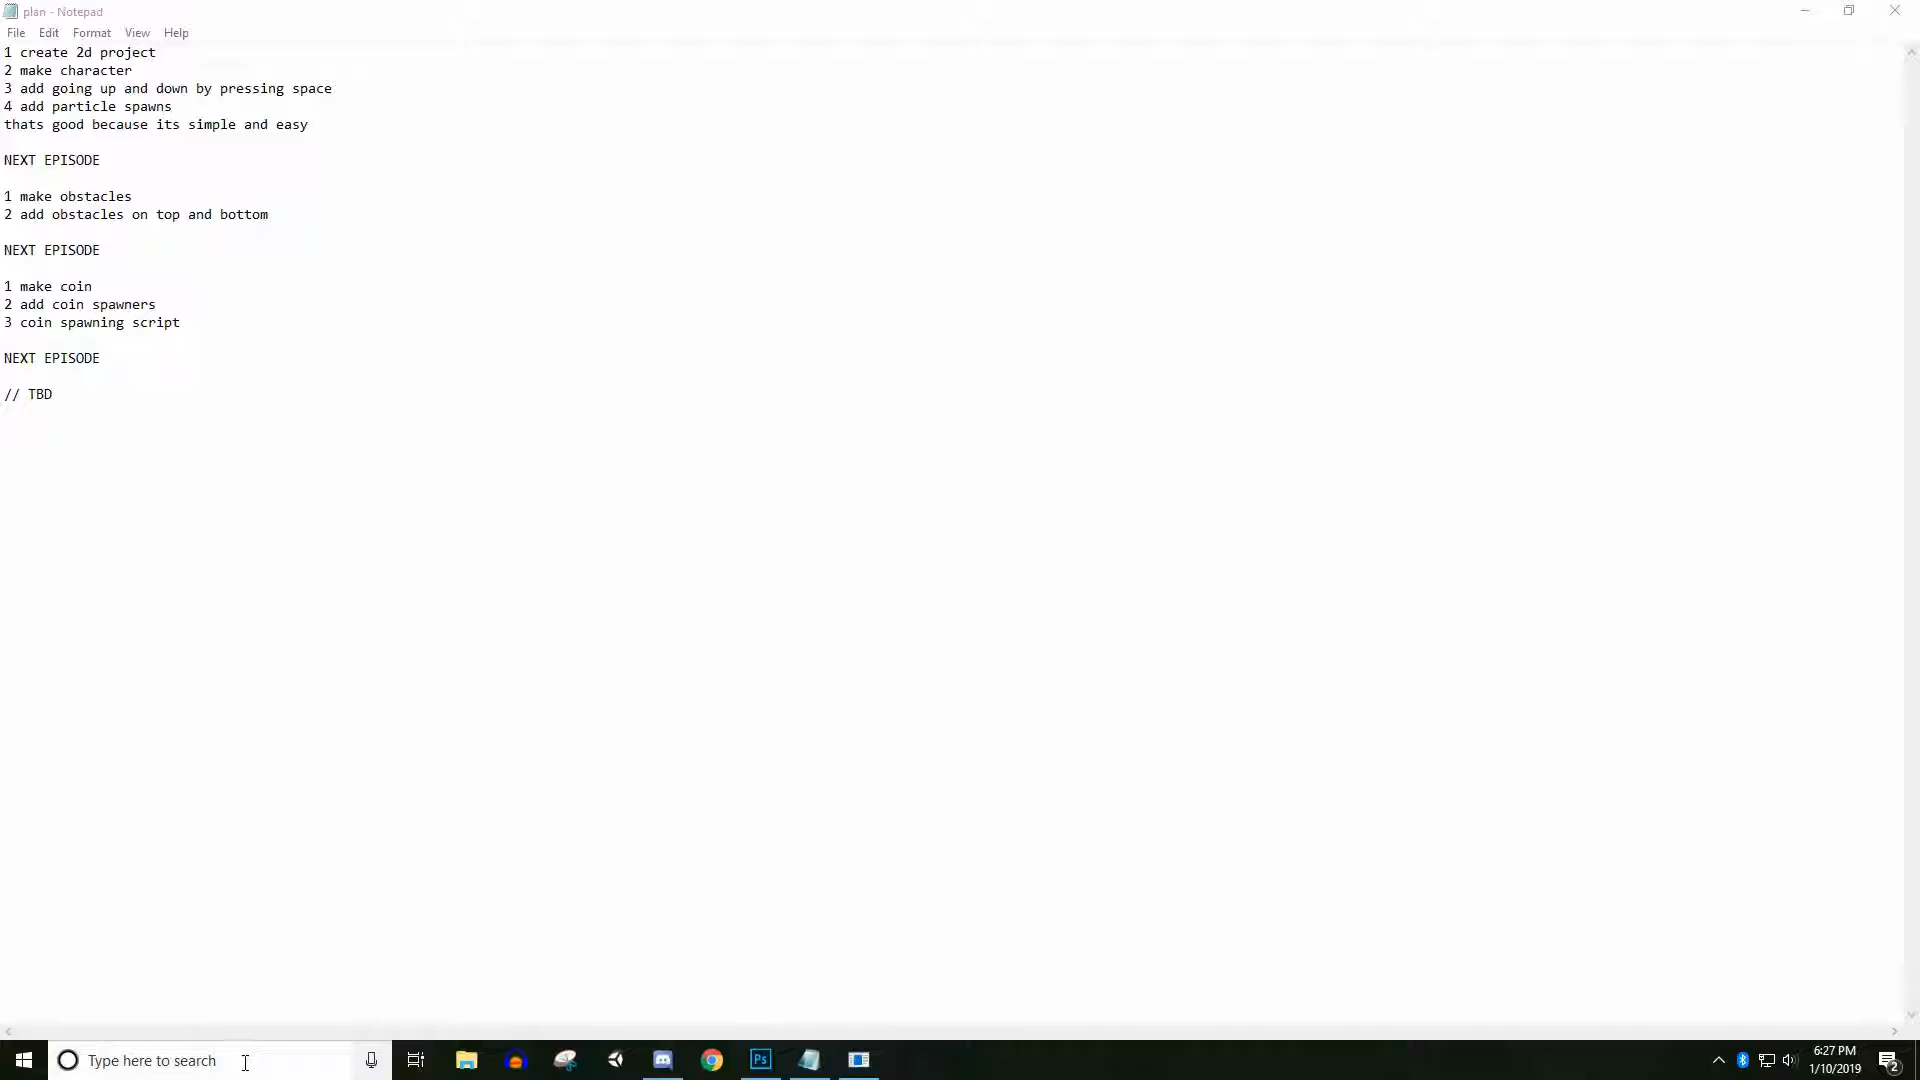 plan - Notepad
File Edit Format View Help
1 create 2d project
2 make character
3 add going up and down by pressing space
4 add particle spawns
thats good because its simple and easy
NEXT EPISODE
1 make obstacles
2 add obstacles on top and bottom
NEXT EPISODE
1 make coin
2 add coin spawners
3 coin spawning script
NEXT EPISODE
// TBD
Type here to search
Ps
6:27 PM
1/10/2019
2